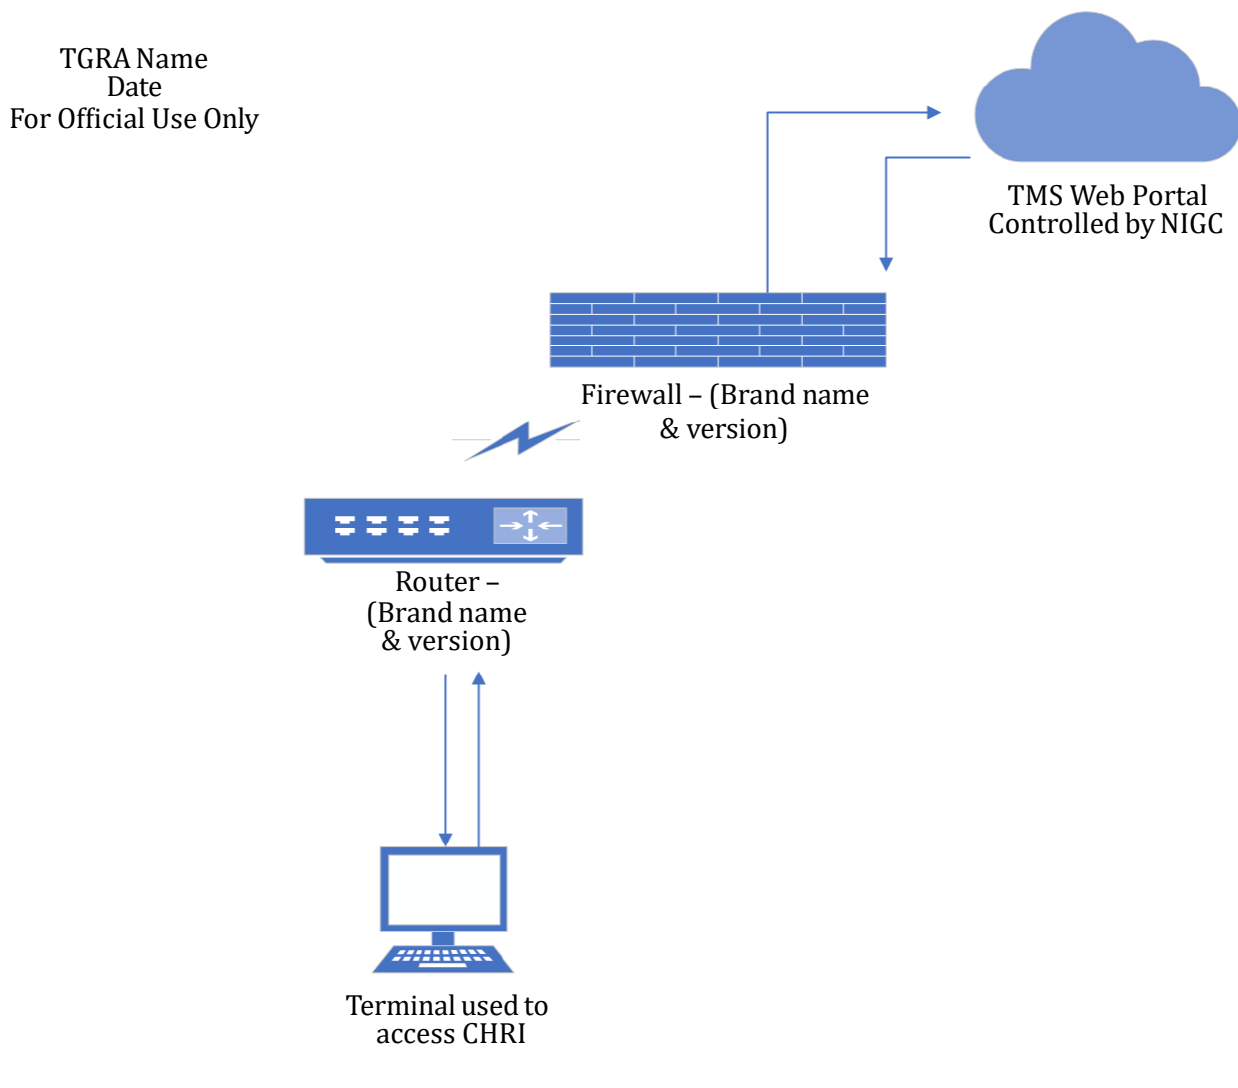 TGRA Name
Date
For Official Use Only
TMS Web Portal
Controlled by NIGC
Firewall – (Brand name
& version)
Router –
(Brand name
& version)
Terminal used to
access CHRI